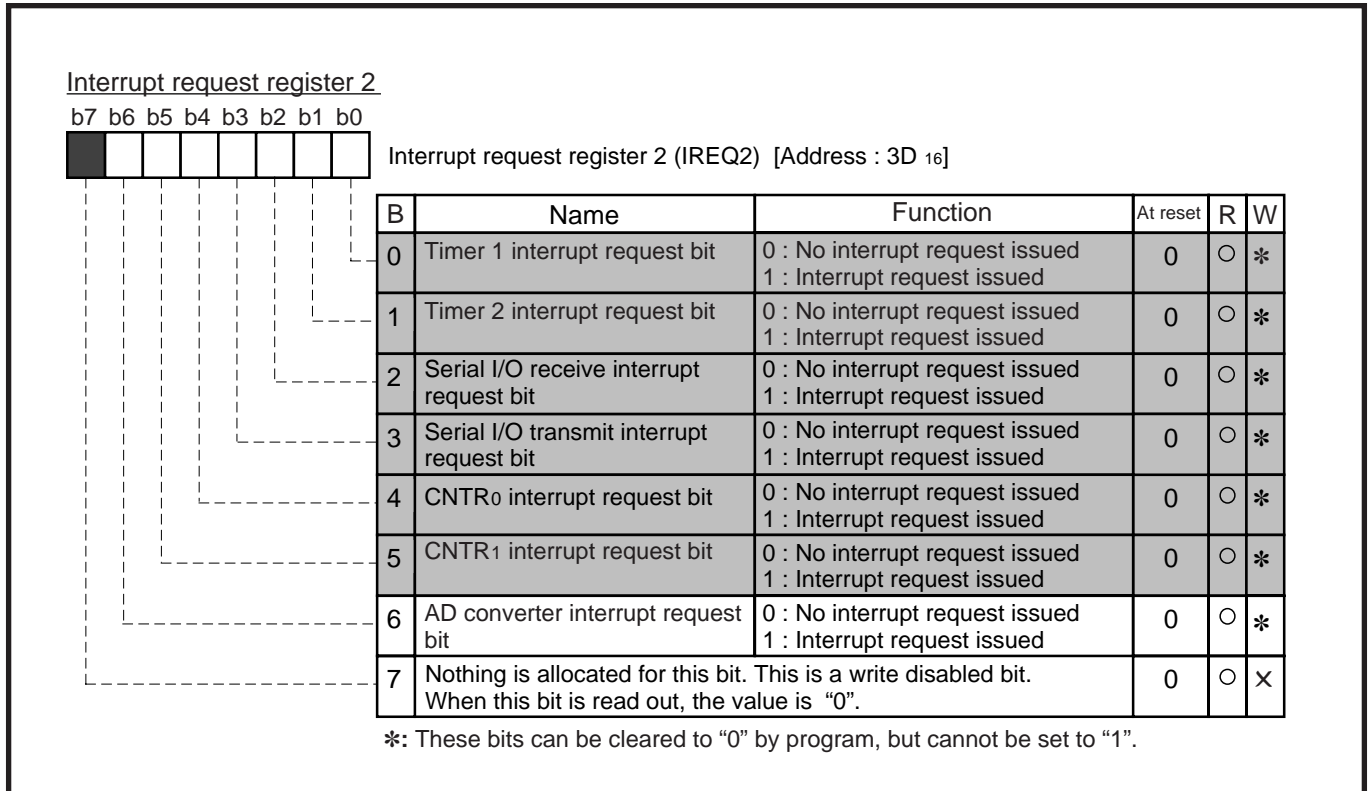 Interrupt request register 2
b7 b6 b5 b4 b3 b2 b1 b0
Interrupt request register 2 (IREQ2) [Address : 3D 16]
B Name Function At reset R W
0 Timer 1 interrupt request bit 0 : No interrupt request issued 0 ○ ✻
1 : Interrupt request issued
1 Timer 2 interrupt request bit 0 : No interrupt request issued 0 ○ ✻
1 : Interrupt request issued
2 Serial I/O receive interrupt 0 : No interrupt request issued 0 ○ ✻
request bit 1 : Interrupt request issued
3 Serial I/O transmit interrupt 0 : No interrupt request issued 0 ○ ✻
request bit 1 : Interrupt request issued
4 CNTR0 interrupt request bit 0 : No interrupt request issued 0 ○ ✻
1 : Interrupt request issued
5 CNTR1 interrupt request bit 0 : No interrupt request issued 0 ○ ✻
1 : Interrupt request issued
6 AD converter interrupt request 0 : No interrupt request issued 0 ○ ✻
bit 1 : Interrupt request issued
7 Nothing is allocated for this bit. This is a write disabled bit. 0 ○ ×
When this bit is read out, the value is “0”.
✻: These bits can be cleared to “0” by program, but cannot be set to “1”.